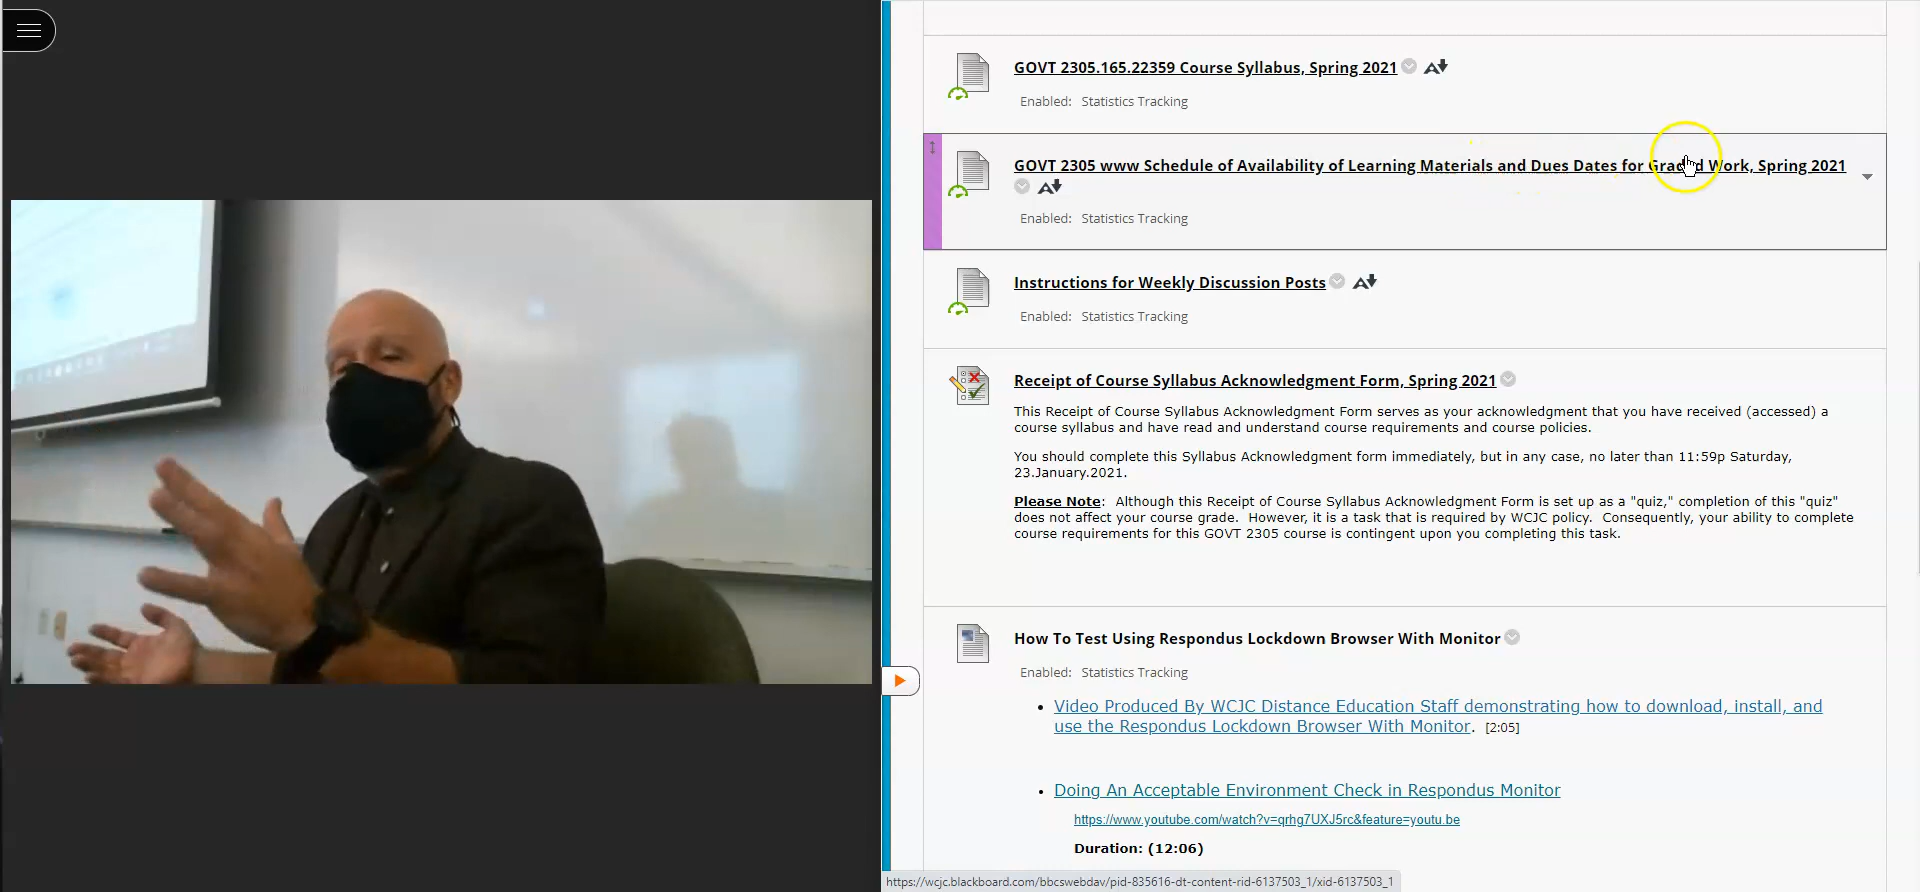 GOVT 2305.165.22359 Course Syllabus, Spring 2021
Enabled: Statistics Tracking
GOVT 2305 www Schedule of Availability of Learning Materials and Dues Dates for Graded Work, Spring 2021
Enabled: Statistics Tracking
Instructions for Weekly Discussion Posts
Enabled: Statistics Tracking
Receipt of Course Syllabus Acknowledgment Form, Spring 2021
This Receipt of Course Syllabus Acknowledgment Form serves as your acknowledgment that you have received (accessed) a
course syllabus and have read and understand course requirements and course policies.
You should complete this Syllabus Acknowledgment form immediately, but in any case, no later than 11:59p Saturday,
23.January.2021.
Please Note: Although this Receipt of Course Syllabus Acknowledgment Form is set up as a "quiz," completion of this "quiz"
does not affect your course grade. However, it is a task that is required by WCJC policy. Consequently, your ability to complete
course requirements for this GOVT 2305 course is contingent upon you completing this task.
How To Test Using Respondus Lockdown Browser With Monitor
Enabled: Statistics Tracking
• Video Produced By WCJC Distance Education Staff demonstrating how to download, install, and
use the Respondus Lockdown Browser With Monitor. [2:05]
• Doing An Acceptable Environment Check in Respondus Monitor
https://www.youtube.com/watch?v=qrhg7UXJ5rc&feature=youtu.be
Duration: (12:06)
https://wcjc.blackboard.com/bbcswebdav/pid-835616-dt-content-rid-6137503_1/xid-6137503_1